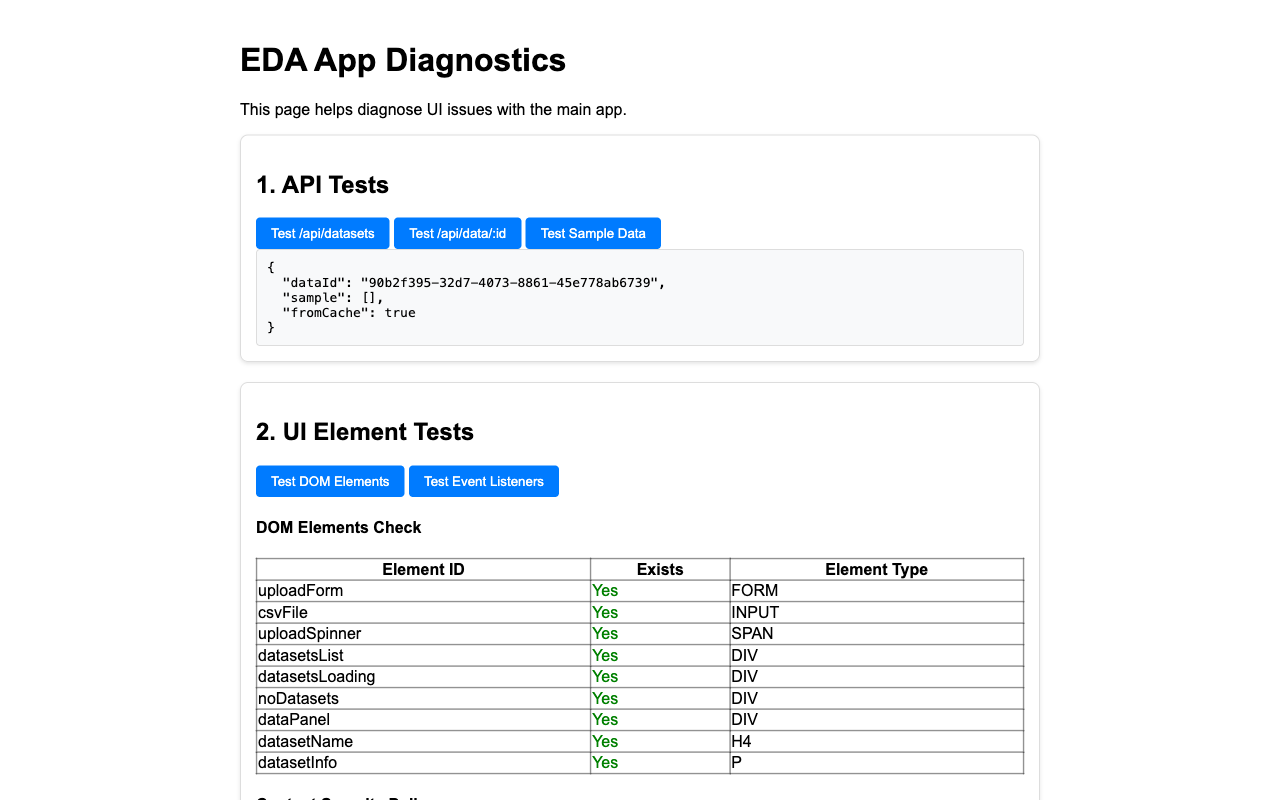 EDA App Diagnostics
This page helps diagnose UI issues with the main app.
1. API Tests
Test /api/datasets Test /api/data/:id Test Sample Data
{
  "dataId": "90b2f395-32d7-4073-8861-45e778ab6739",
  "sample": [],
  "fromCache": true
}
2. UI Element Tests
Test DOM Elements Test Event Listeners
DOM Elements Check
Element ID Exists Element Type
uploadForm Yes FORM
csvFile Yes INPUT
uploadSpinner Yes SPAN
datasetsList Yes DIV
datasetsLoading Yes DIV
noDatasets Yes DIV
dataPanel Yes DIV
datasetName Yes H4
datasetInfo Yes P